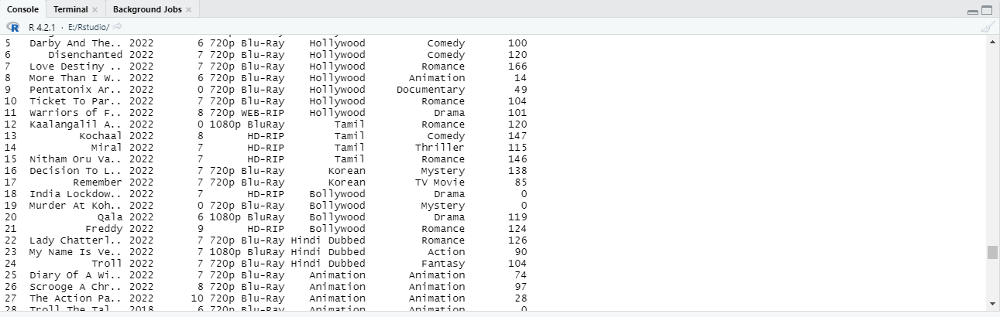 Console Terminal Background Jobs
R 4.2.1 · E:/Rstudio/
5 Darby And The.. 2022 6 720p Blu-Ray Hollywood Comedy 100
6 Disenchanted 2022 7 720p Blu-Ray Hollywood Comedy 120
7 Love Destiny .. 2022 7 720p Blu-Ray Hollywood Romance 166
8 More Than I W.. 2022 6 720p Blu-Ray Hollywood Animation 14
9 Pentatonix Ar.. 2022 0 720p Blu-Ray Hollywood Documentary 49
10 Ticket To Par.. 2022 7 720p Blu-Ray Hollywood Romance 104
11 Warriors of F.. 2022 8 720p WEB-RIP Hollywood Drama 101
12 Kaalangalil A.. 2022 0 1080p BluRay Tamil Romance 120
13 Kochaal 2022 8 HD-RIP Tamil Comedy 147
14 Miral 2022 7 HD-RIP Tamil Thriller 115
15 Nitham Oru Va.. 2022 7 HD-RIP Tamil Romance 146
16 Decision To L.. 2022 7 720p Blu-Ray Korean Mystery 138
17 Remember 2022 7 720p Blu-Ray Korean TV Movie 85
18 India Lockdow.. 2022 7 HD-RIP Bollywood Drama 0
19 Murder At Koh.. 2022 0 720p Blu-Ray Bollywood Mystery 0
20 Qala 2022 6 1080p BluRay Bollywood Drama 119
21 Freddy 2022 9 HD-RIP Bollywood Romance 124
22 Lady Chatterl.. 2022 7 720p Blu-Ray Hindi Dubbed Romance 126
23 My Name Is Ve.. 2022 7 1080p BluRay Hindi Dubbed Action 90
24 Troll 2022 7 720p Blu-Ray Hindi Dubbed Fantasy 104
25 Diary Of A Wi.. 2022 7 720p Blu-Ray Animation Animation 74
26 Scrooge A Chr.. 2022 8 720p Blu-Ray Animation Animation 97
27 The Action Pa.. 2022 10 720p Blu-Ray Animation Animation 28
28 Troll The Tal.. 2018 6 720p Blu-Ray Animation Animation 0